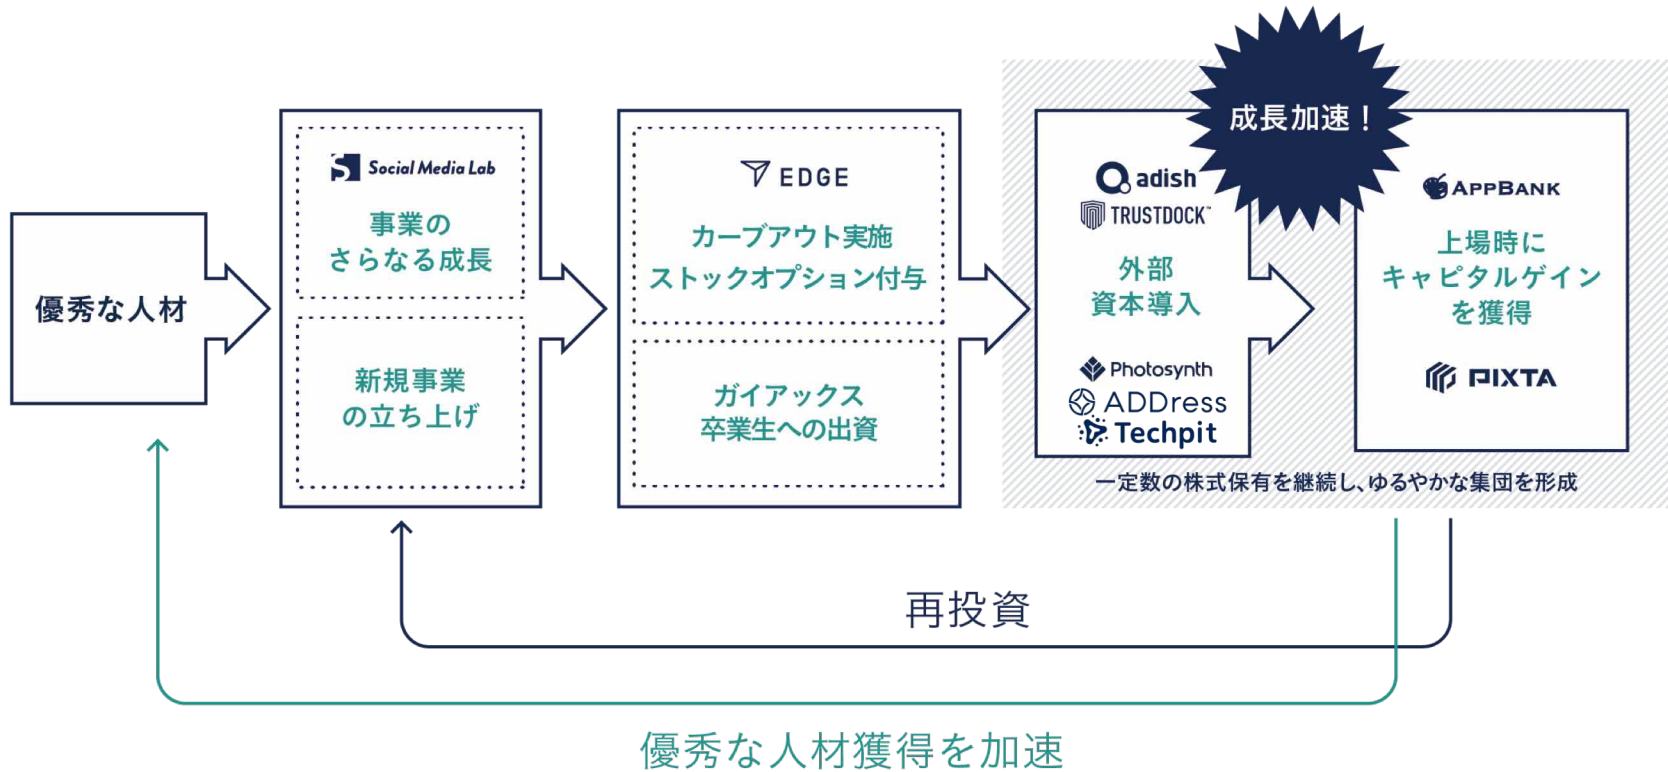 優秀な人材
S Social Media Lab
事業の
さらなる成長
新規事業
の立ち上げ
EDGE
カーブアウト実施
ストックオプション付与
ガイアックス
卒業生への出資
成長加速！
adish
TRUSTDOCK™
外部
資本導入
Photosynth
ADDress
Techpit
APPBANK
上場時に
キャピタルゲイン
を獲得
PIXTA
一定数の株式保有を継続し、ゆるやかな集団を形成
再投資
優秀な人材獲得を加速